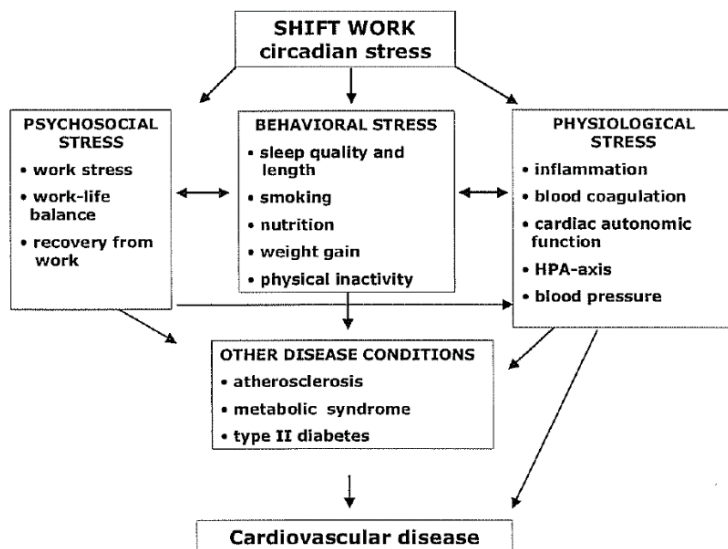 SHIFT WORK
circadian stress
PSYCHOSOCIAL
STRESS
• work stress
• work-life
balance
• recovery from
work
BEHAVIORAL STRESS
• sleep quality and
length
• smoking
• nutrition
• weight gain
• physical inactivity
PHYSIOLOGICAL
STRESS
• inflammation
• blood coagulation
• cardiac autonomic
function
• HPA-axis
• blood pressure
OTHER DISEASE CONDITIONS
• atherosclerosis
• metabolic syndrome
• type II diabetes
Cardiovascular disease